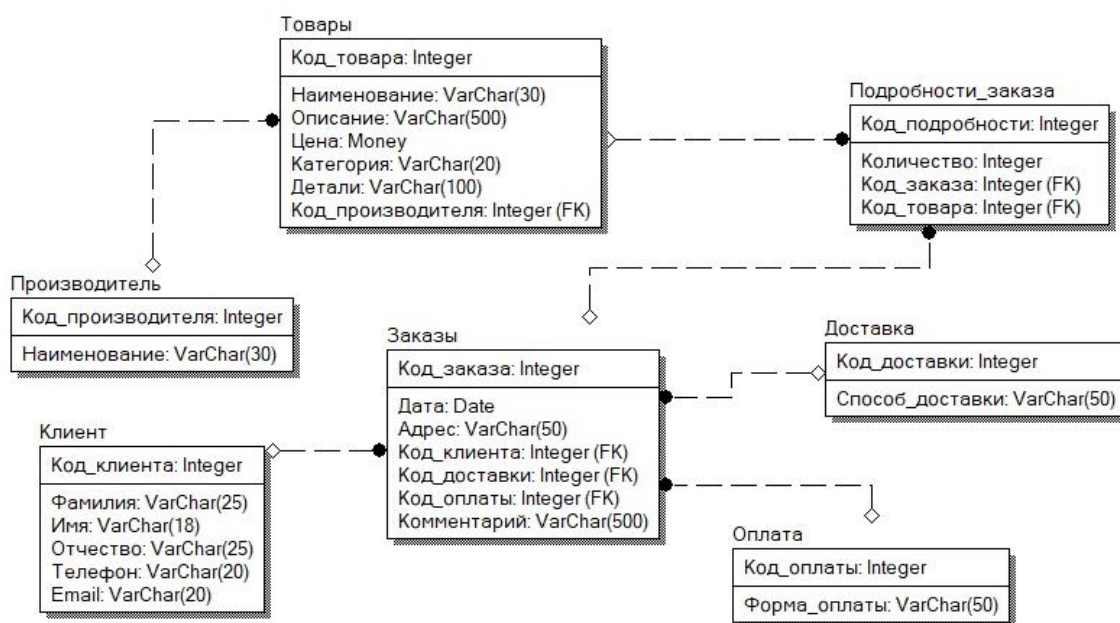 Товары
Код_товара: Integer
Наименование: VarChar(30)
Описание: VarChar(500)
Цена: Money
Категория: VarChar(20)
Детали: VarChar(100)
Код_производителя: Integer (FK)
Подробности_заказа
Код_подробности: Integer
Количество: Integer
Код_заказа: Integer (FK)
Код_товара: Integer (FK)
Производитель
Код_производителя: Integer
Наименование: VarChar(30)
Заказы
Код_заказа: Integer
Дата: Date
Адрес: VarChar(50)
Код_клиента: Integer (FK)
Код_доставки: Integer (FK)
Код_оплаты: Integer (FK)
Комментарий: VarChar(500)
Доставка
Код_доставки: Integer
Способ_доставки: VarChar(50)
Клиент
Код_клиента: Integer
Фамилия: VarChar(25)
Имя: VarChar(18)
Отчество: VarChar(25)
Телефон: VarChar(20)
Email: VarChar(20)
Оплата
Код_оплаты: Integer
Форма_оплаты: VarChar(50)